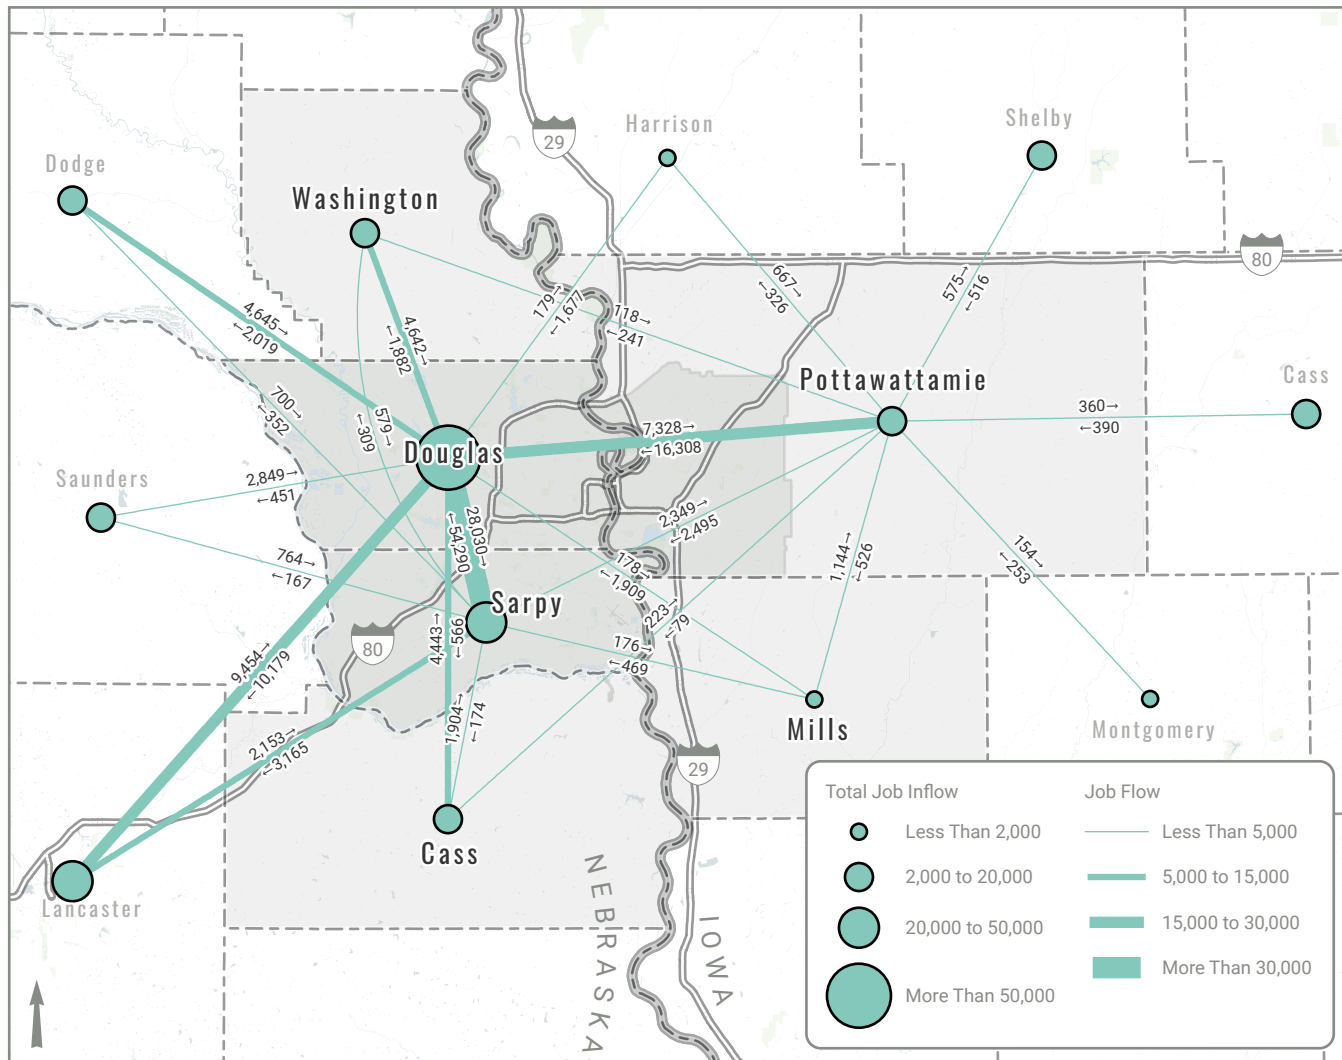 Harrison
Shelby
29
Dodge
Washington
80
667→
←326
575→
←516
179→
←1,677
118→
←241
4,645→
←2,019
4,642→
←1,882
Pottawattamie
Cass
700→
←352
579→
←309
360→
←390
7,328→
←16,308
Douglas
Saunders
2,849→
←451
28,030→
←54,290
2,349→
←2,495
764→
←167
178→
←1,909
1,144→
←526
154→
←253
Sarpy
223→
←79
80
4,443→
←566
176→
←469
9,454→
←10,179
1,904→
←174
2,153→
←3,165
Mills
Montgomery
29
Cass
Lancaster
NEBRASKA
IOWA
Total Job Inflow
Less Than 2,000
2,000 to 20,000
20,000 to 50,000
More Than 50,000
Job Flow
Less Than 5,000
5,000 to 15,000
15,000 to 30,000
More Than 30,000